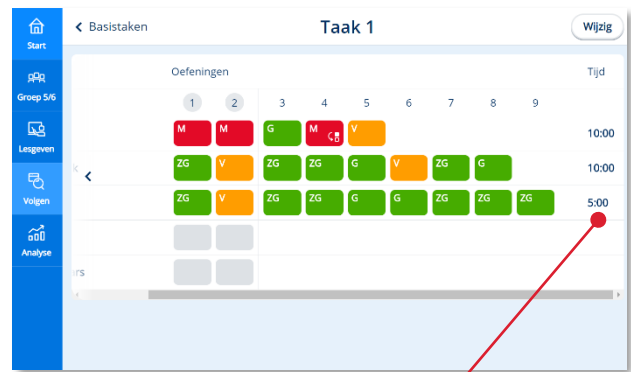 Start
Groep 5/6
Lesgeven
Volgen
Analyse
Basistaken
Taak 1
Wijzig
Oefeningen Tijd
1 2 3 4 5 6 7 8 9
M M G M V 10:00
ZG V ZG ZG G V ZG G 10:00
ZG V ZG ZG G G ZG ZG ZG 5:00
rs